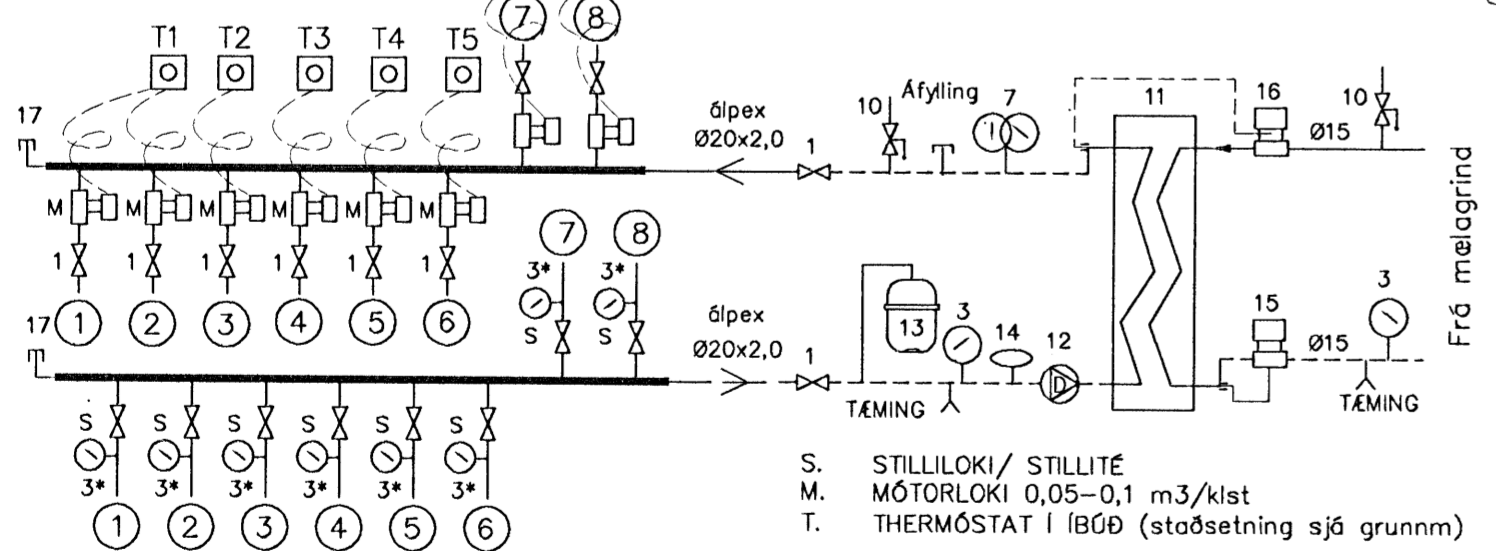 7 8
T1 T2 T3 T4 T5
17
álpex
Ø20x2,0
1
10
Áfylling
7
11
16
10
Ø15
Frá mælagrind
M M M M M M
1 1 1 1 1 1
1 2 3 4 5 6
7 8
3* 3*
S S
17
álpex
Ø20x2,0
1
13
3
14
12
D
15
Ø15
3
TÆMING
TÆMING
S S S S S S
3* 3* 3* 3* 3* 3*
1 2 3 4 5 6
S. STILLILOKI/ STILLITÉ
M. MÓTORLOKI 0,05–0,1 m3/klst
T. THERMÓSTAT Í ÍBÚÐ (staðsetning sjá grunnm)